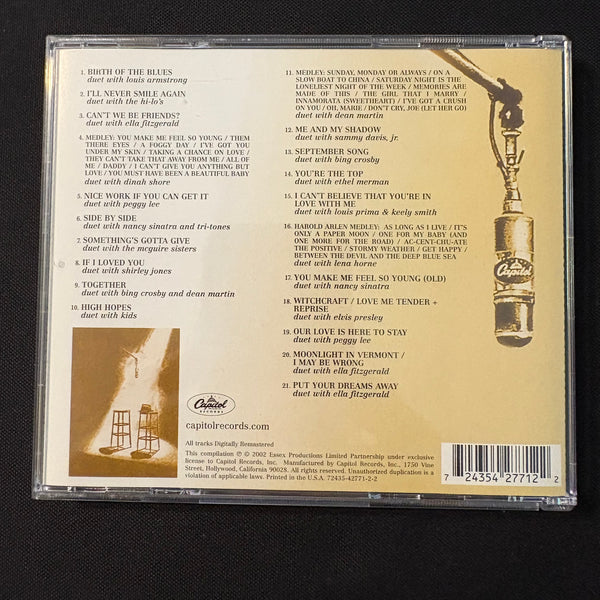 1. BIRTH OF THE BLUES
duet with louis armstrong
2. I'LL NEVER SMILE AGAIN
duet with the hi-lo's
3. CAN'T WE BE FRIENDS?
duet with ella fitzgerald
4. MEDLEY: YOU MAKE ME FEEL SO YOUNG / THEM
THERE EYES / A FOGGY DAY / I'VE GOT YOU
UNDER MY SKIN / TAKING A CHANCE ON LOVE /
THEY CAN'T TAKE THAT AWAY FROM ME / ALL OF
ME / DADDY / I CAN'T GIVE YOU ANYTHING BUT
LOVE / YOU MUST HAVE BEEN A BEAUTIFUL BABY
duet with dinah shore
5. NICE WORK IF YOU CAN GET IT
duet with peggy lee
6. SIDE BY SIDE
duet with nancy sinatra and tri-tones
7. SOMETHING'S GOTTA GIVE
duet with the mcguire sisters
8. IF I LOVED YOU
duet with shirley jones
9. TOGETHER
duet with bing crosby and dean martin
10. HIGH HOPES
duet with kids
11. MEDLEY: SUNDAY, MONDAY OR ALWAYS / ON A
SLOW BOAT TO CHINA / SATURDAY NIGHT IS THE
LONELIEST NIGHT OF THE WEEK / MEMORIES ARE
MADE OF THIS / THE GIRL THAT I MARRY /
INNAMORATA (SWEETHEART) / I'VE GOT A CRUSH
ON YOU / OH, MARIE / DON'T CRY, JOE (LET HER GO)
duet with dean martin
12. ME AND MY SHADOW
duet with sammy davis, jr.
13. SEPTEMBER SONG
duet with bing crosby
14. YOU'RE THE TOP
duet with ethel merman
15. I CAN'T BELIEVE THAT YOU'RE IN
LOVE WITH ME
duet with louis prima & keely smith
16. HAROLD ARLEN MEDLEY: AS LONG AS I LIVE / IT'S
ONLY A PAPER MOON / ONE FOR MY BABY (AND
ONE MORE FOR THE ROAD) / AC-CENT-CHU-ATE
THE POSITIVE / STORMY WEATHER / GET HAPPY /
BETWEEN THE DEVIL AND THE DEEP BLUE SEA
duet with lena horne
17. YOU MAKE ME FEEL SO YOUNG (OLD)
duet with nancy sinatra
18. WITCHCRAFT / LOVE ME TENDER +
REPRISE
duet with elvis presley
19. OUR LOVE IS HERE TO STAY
duet with peggy lee
20. MOONLIGHT IN VERMONT /
I MAY BE WRONG
duet with ella fitzgerald
21. PUT YOUR DREAMS AWAY
duet with ella fitzgerald
Capitol
Capitol
RECORDS
capitolrecords.com
All tracks Digitally Remastered
This compilation ℗ © 2002 Essex Productions Limited Partnership under exclusive
license to Capitol Records, Inc. Manufactured by Capitol Records, Inc., 1750 Vine
Street, Hollywood, California 90028. All rights reserved. Unauthorized duplication is a
violation of applicable laws. Printed in the U.S.A. 72435-42771-2-2
7 24354 27712 2